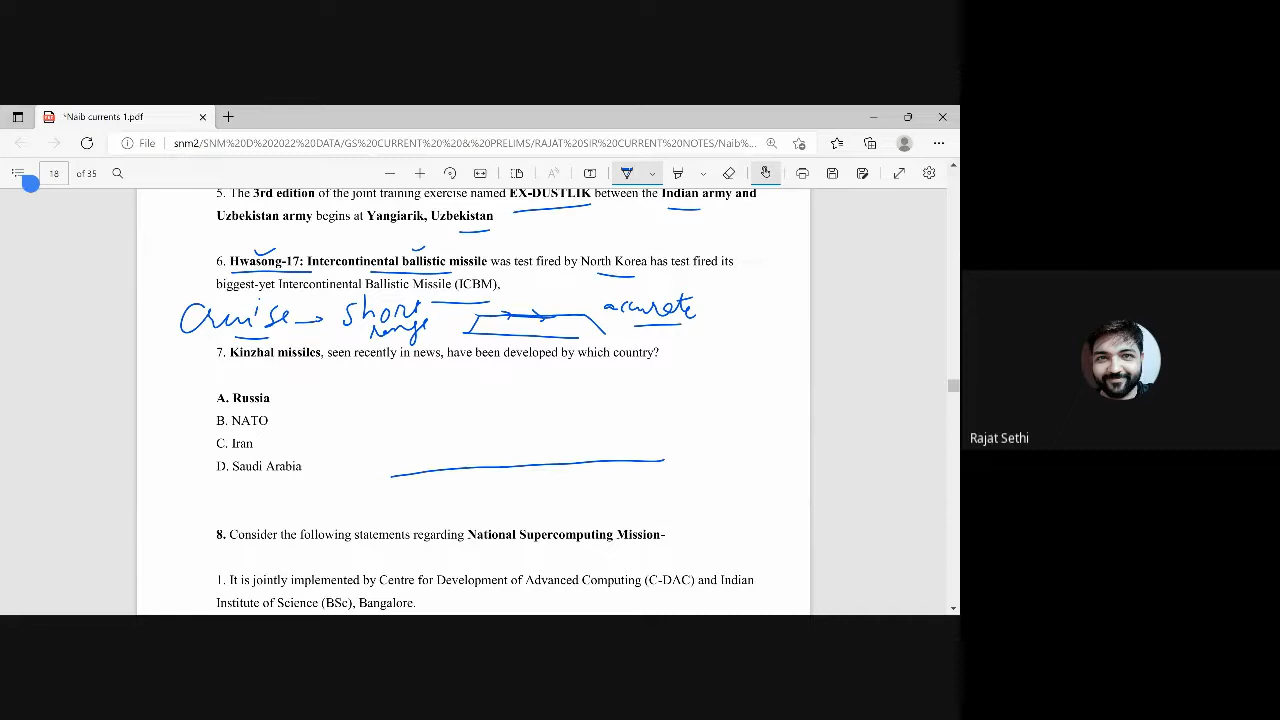 *Naib currents 1.pdf
File
snm2/SNM%20D%202022%20DATA/GS%20CURRENT%20%20&%20PRELIMS/RAJAT%20SIR%20CURRENT%20NOTES/Naib%...
18 of 35
5. The 3rd edition of the joint training exercise named EX-DUSTLIK between the Indian army and
Uzbekistan army begins at Yangiarik, Uzbekistan
6. Hwasong-17: Intercontinental ballistic missile was test fired by North Korea has test fired its
biggest-yet Intercontinental Ballistic Missile (ICBM),
Cruise → short range accurate
7. Kinzhal missiles, seen recently in news, have been developed by which country?
A. Russia
B. NATO
C. Iran
D. Saudi Arabia
8. Consider the following statements regarding National Supercomputing Mission-
1. It is jointly implemented by Centre for Development of Advanced Computing (C-DAC) and Indian
Institute of Science (BSc), Bangalore.
Rajat Sethi